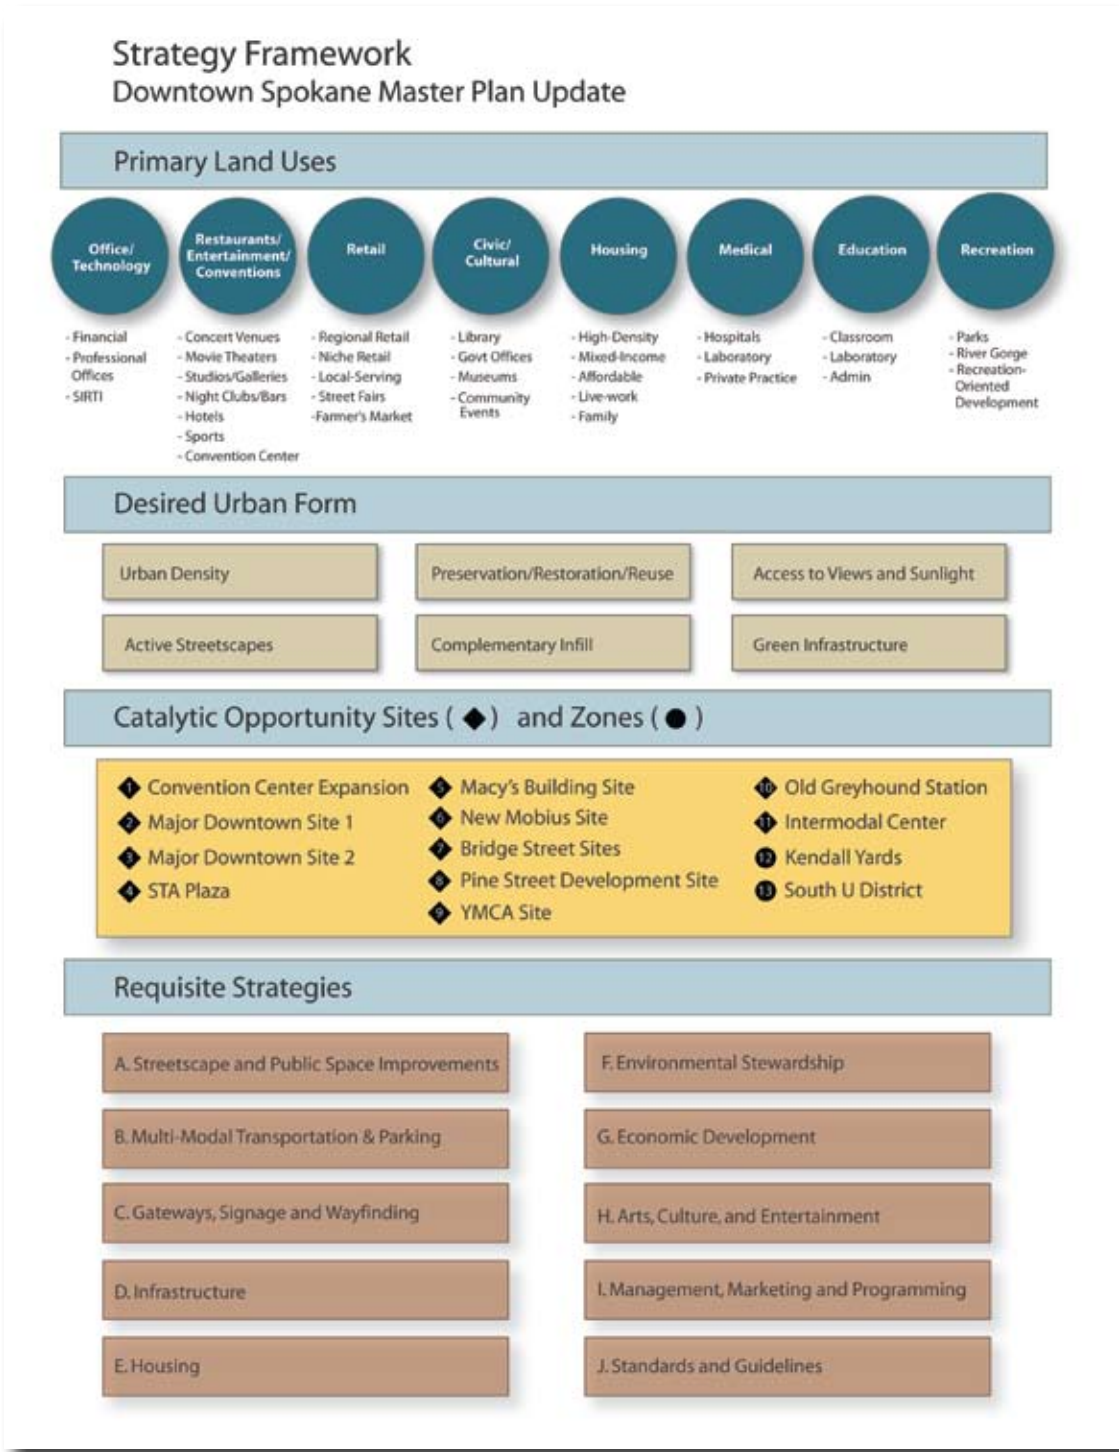 Strategy Framework
Downtown Spokane Master Plan Update
Primary Land Uses
Office/
Technology
- Financial
- Professional
Offices
- SIRTI
Restaurants/
Entertainment/
Conventions
- Concert Venues
- Movie Theaters
- Studios/Galleries
- Night Clubs/Bars
- Hotels
- Sports
- Convention Center
Retail
- Regional Retail
- Niche Retail
- Local-Serving
- Street Fairs
-Farmer's Market
Civic/
Cultural
- Library
- Govt Offices
- Museums
- Community
Events
Housing
- High-Density
- Mixed-Income
- Affordable
- Live-work
- Family
Medical
- Hospitals
- Laboratory
- Private Practice
Education
- Classroom
- Laboratory
- Admin
Recreation
- Parks
- River Gorge
- Recreation-
Oriented
Development
Desired Urban Form
Urban Density
Preservation/Restoration/Reuse
Access to Views and Sunlight
Active Streetscapes
Complementary Infill
Green Infrastructure
Catalytic Opportunity Sites (◆) and Zones (●)
1 Convention Center Expansion
2 Major Downtown Site 1
3 Major Downtown Site 2
4 STA Plaza
5 Macy's Building Site
6 New Mobius Site
7 Bridge Street Sites
8 Pine Street Development Site
9 YMCA Site
10 Old Greyhound Station
11 Intermodal Center
12 Kendall Yards
13 South U District
Requisite Strategies
A. Streetscape and Public Space Improvements
B. Multi-Modal Transportation & Parking
C. Gateways, Signage and Wayfinding
D. Infrastructure
E. Housing
F. Environmental Stewardship
G. Economic Development
H. Arts, Culture, and Entertainment
I. Management, Marketing and Programming
J. Standards and Guidelines